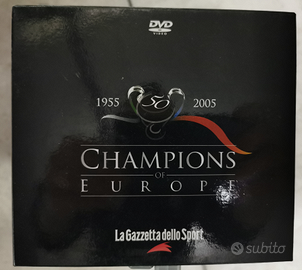 DVD
VIDEO
1955 50 2005
CHAMPIONS
OF
EUROPE
La Gazzetta dello Sport
subito